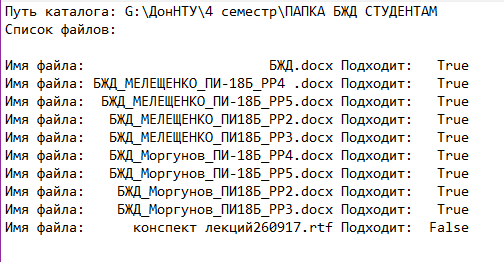 Путь каталога: G:\ДонНТУ\4 семестр\ПАПКА БЖД СТУДЕНТАМ
Список файлов:
Имя файла: БЖД.docx Подходит: True
Имя файла: БЖД_МЕЛЕЩЕНКО_ПИ-18Б_РР4 .docx Подходит: True
Имя файла: БЖД_МЕЛЕЩЕНКО_ПИ-18Б_РР5.docx Подходит: True
Имя файла: БЖД_МЕЛЕЩЕНКО_ПИ18Б_РР2.docx Подходит: True
Имя файла: БЖД_МЕЛЕЩЕНКО_ПИ18Б_РР3.docx Подходит: True
Имя файла: БЖД_Моргунов_ПИ-18Б_РР4.docx Подходит: True
Имя файла: БЖД_Моргунов_ПИ-18Б_РР5.docx Подходит: True
Имя файла: БЖД_Моргунов_ПИ18Б_РР2.docx Подходит: True
Имя файла: БЖД_Моргунов_ПИ18Б_РР3.docx Подходит: True
Имя файла: конспект лекций260917.rtf Подходит: False